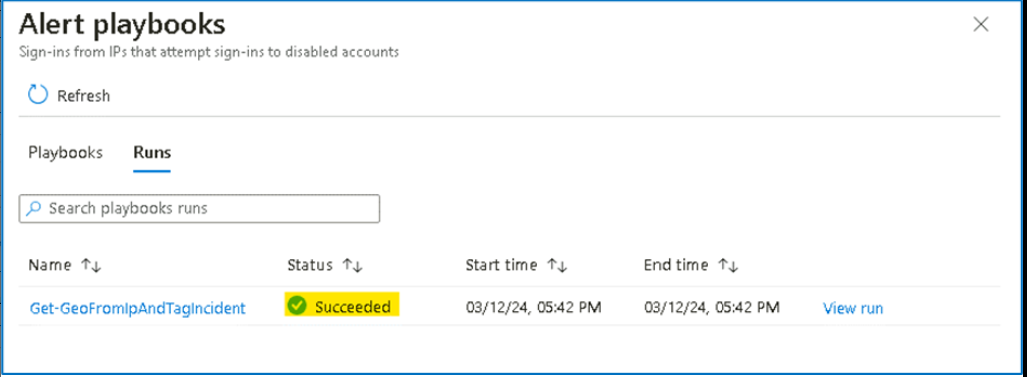 Alert playbooks
Sign-ins from IPs that attempt sign-ins to disabled accounts
Refresh
Playbooks Runs
Search playbooks runs
Name ↑↓ Status ↑↓ Start time ↑↓ End time ↑↓
Get-GeoFromIpAndTagIncident Succeeded 03/12/24, 05:42 PM 03/12/24, 05:42 PM View run